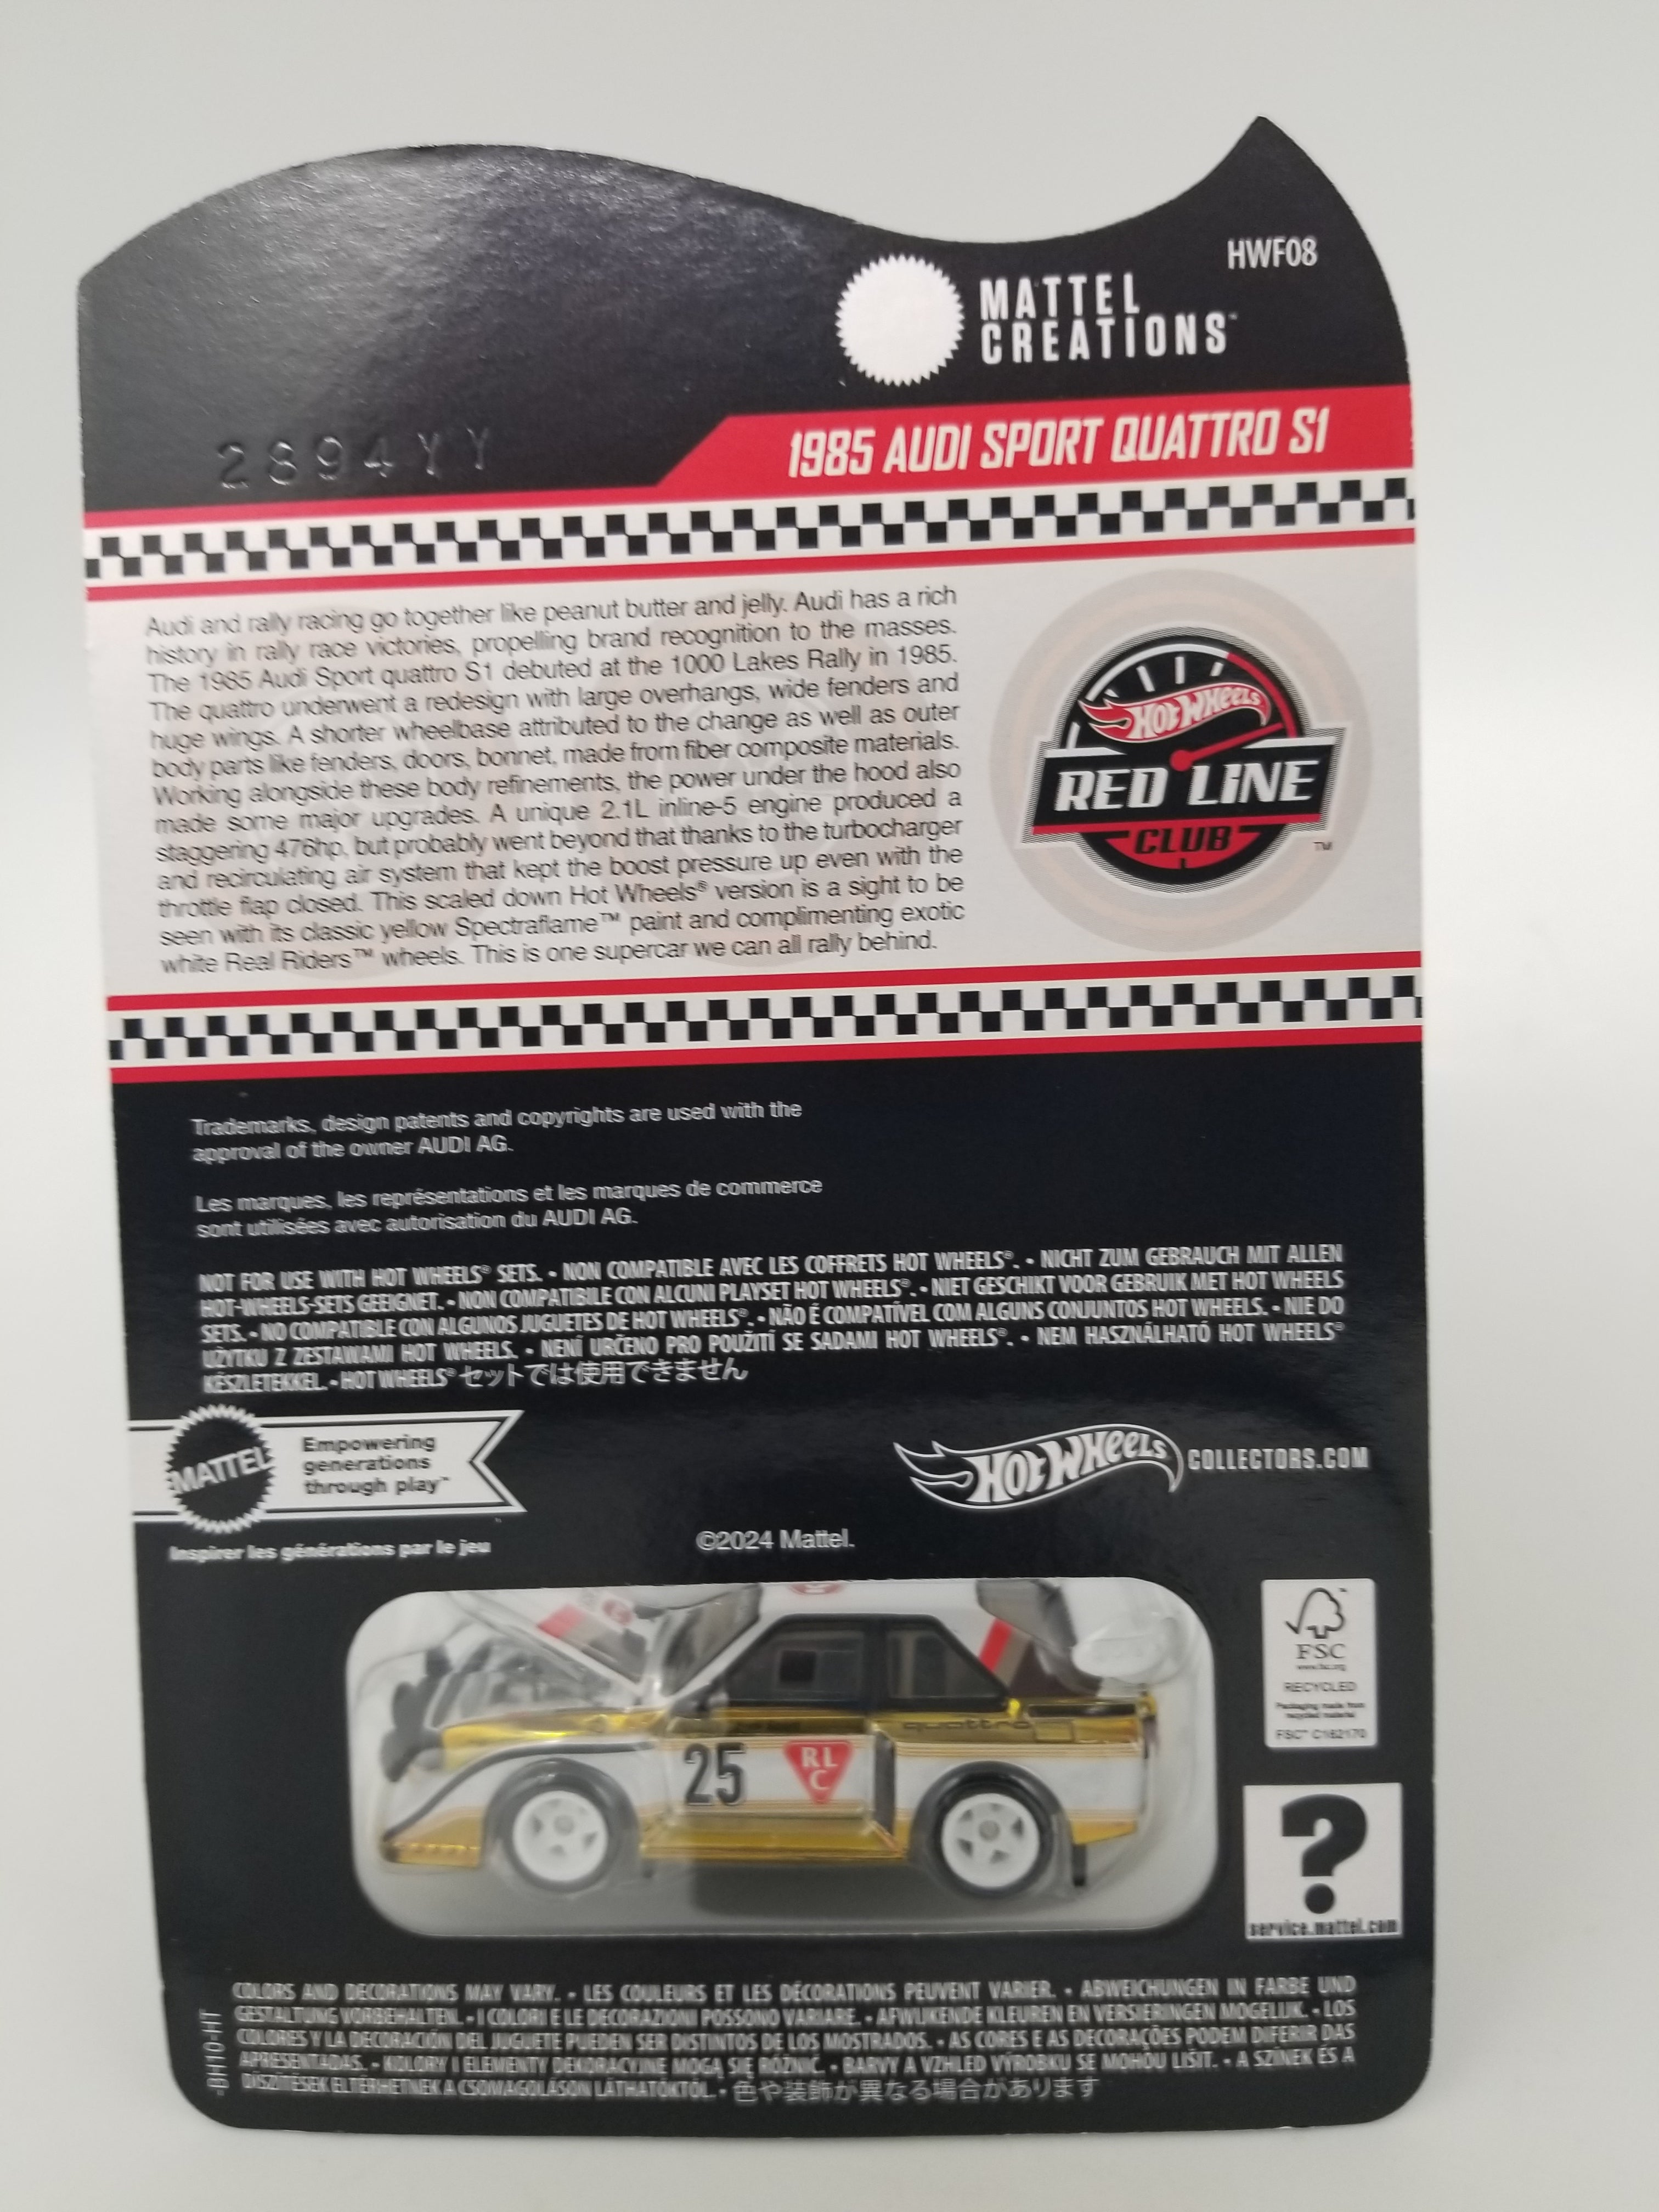 HWF08
MATTEL
CREATIONS™
2894YY
1985 AUDI SPORT QUATTRO S1
Audi and rally racing go together like peanut butter and jelly. Audi has a rich
history in rally race victories, propelling brand recognition to the masses.
The 1985 Audi Sport quattro S1 debuted at the 1000 Lakes Rally in 1985.
The quattro underwent a redesign with large overhangs, wide fenders and
huge wings. A shorter wheelbase attributed to the change as well as outer
body parts like fenders, doors, bonnet, made from fiber composite materials.
Working alongside these body refinements, the power under the hood also
made some major upgrades. A unique 2.1L inline-5 engine produced a
staggering 476hp, but probably went beyond that thanks to the turbocharger
and recirculating air system that kept the boost pressure up even with the
throttle flap closed. This scaled down Hot Wheels® version is a sight to be
seen with its classic yellow Spectraflame™ paint and complimenting exotic
white Real Riders™ wheels. This is one supercar we can all rally behind.
HOT WHEELS
RED LINE
CLUB
TM
Trademarks, design patents and copyrights are used with the
approval of the owner AUDI AG.
Les marques, les représentations et les marques de commerce
sont utilisées avec autorisation du AUDI AG.
NOT FOR USE WITH HOT WHEELS® SETS. • NON COMPATIBLE AVEC LES COFFRETS HOT WHEELS®. • NICHT ZUM GEBRAUCH MIT ALLEN
HOT-WHEELS-SETS GEEIGNET. • NON COMPATIBILE CON ALCUNI PLAYSET HOT WHEELS®. • NIET GESCHIKT VOOR GEBRUIK MET HOT WHEELS
SETS. • NO COMPATIBLE CON ALGUNOS JUGUETES DE HOT WHEELS®. • NÃO É COMPATÍVEL COM ALGUNS CONJUNTOS HOT WHEELS. • NIE DO
UŻYTKU Z ZESTAWAMI HOT WHEELS. • NENÍ URČENO PRO POUŽITÍ SE SADAMI HOT WHEELS®. • NEM HASZNÁLHATÓ HOT WHEELS®
KÉSZLETEKKEL. • HOT WHEELS® セットでは使用できません
MATTEL
Empowering
generations
through play™
Inspirer les générations par le jeu
HOT WHEELS COLLECTORS.COM
©2024 Mattel.
quattro
25
RL
C
FSC
www.fsc.org
RECYCLED
Packaging made from
recycled material
FSC® C162170
?
service.mattel.com
COLORS AND DECORATIONS MAY VARY. • LES COULEURS ET LES DÉCORATIONS PEUVENT VARIER. • ABWEICHUNGEN IN FARBE UND
GESTALTUNG VORBEHALTEN. • I COLORI E LE DECORAZIONI POSSONO VARIARE. • AFWIJKENDE KLEUREN EN VERSIERINGEN MOGELIJK. • LOS
COLORES Y LA DECORACIÓN DEL JUGUETE PUEDEN SER DISTINTOS DE LOS MOSTRADOS. • AS CORES E AS DECORAÇÕES PODEM DIFERIR DAS
APRESENTADAS. • KOLORY I ELEMENTY DEKORACYJNE MOGĄ SIĘ RÓŻNIĆ. • BARVY A VZHLED VÝROBKU SE MOHOU LIŠIT. • A SZÍNEK ÉS A
DÍSZÍTÉSEK ELTÉRHETNEK A CSOMAGOLÁSON LÁTHATÓKTÓL. • 色や装飾が異なる場合があります